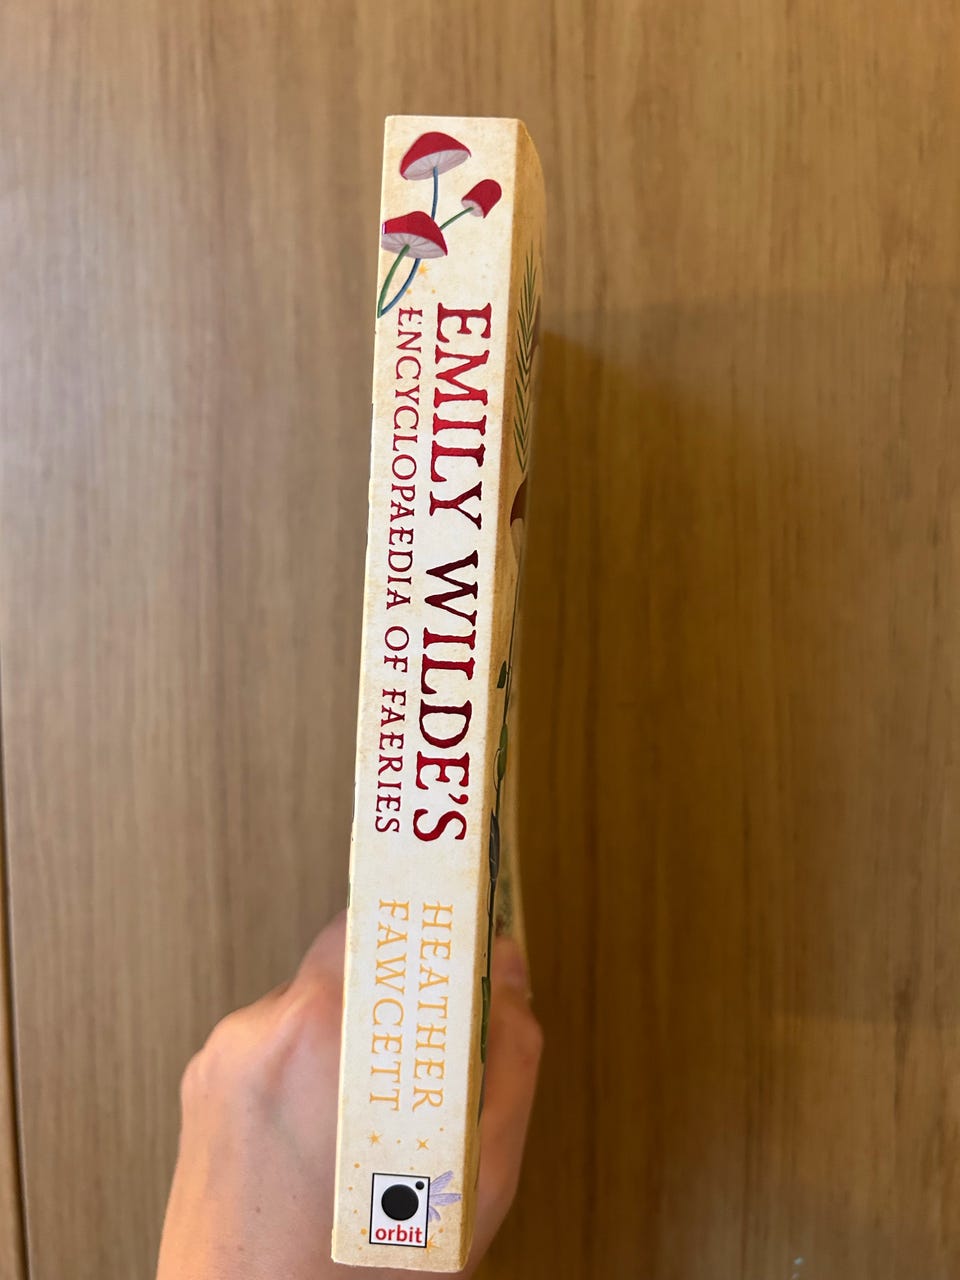 EMILY WILDE'S
ENCYCLOPAEDIA OF FAERIES
HEATHER
FAWCETT
orbit